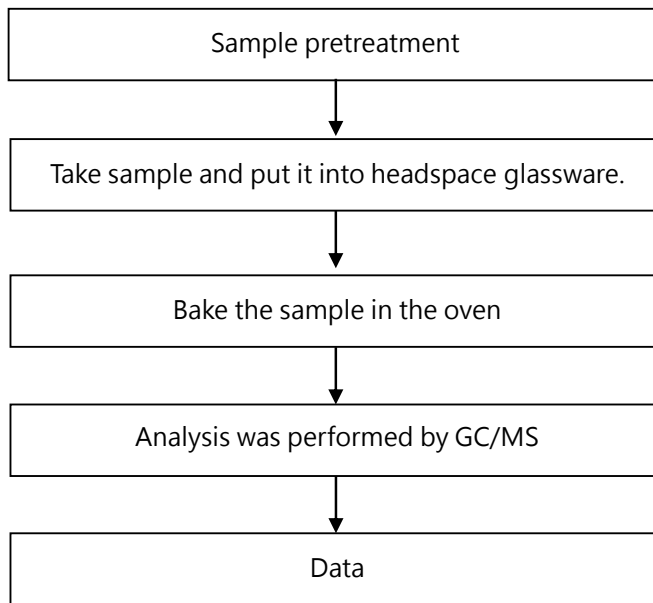 Sample pretreatment
Take sample and put it into headspace glassware.
Bake the sample in the oven
Analysis was performed by GC/MS
Data